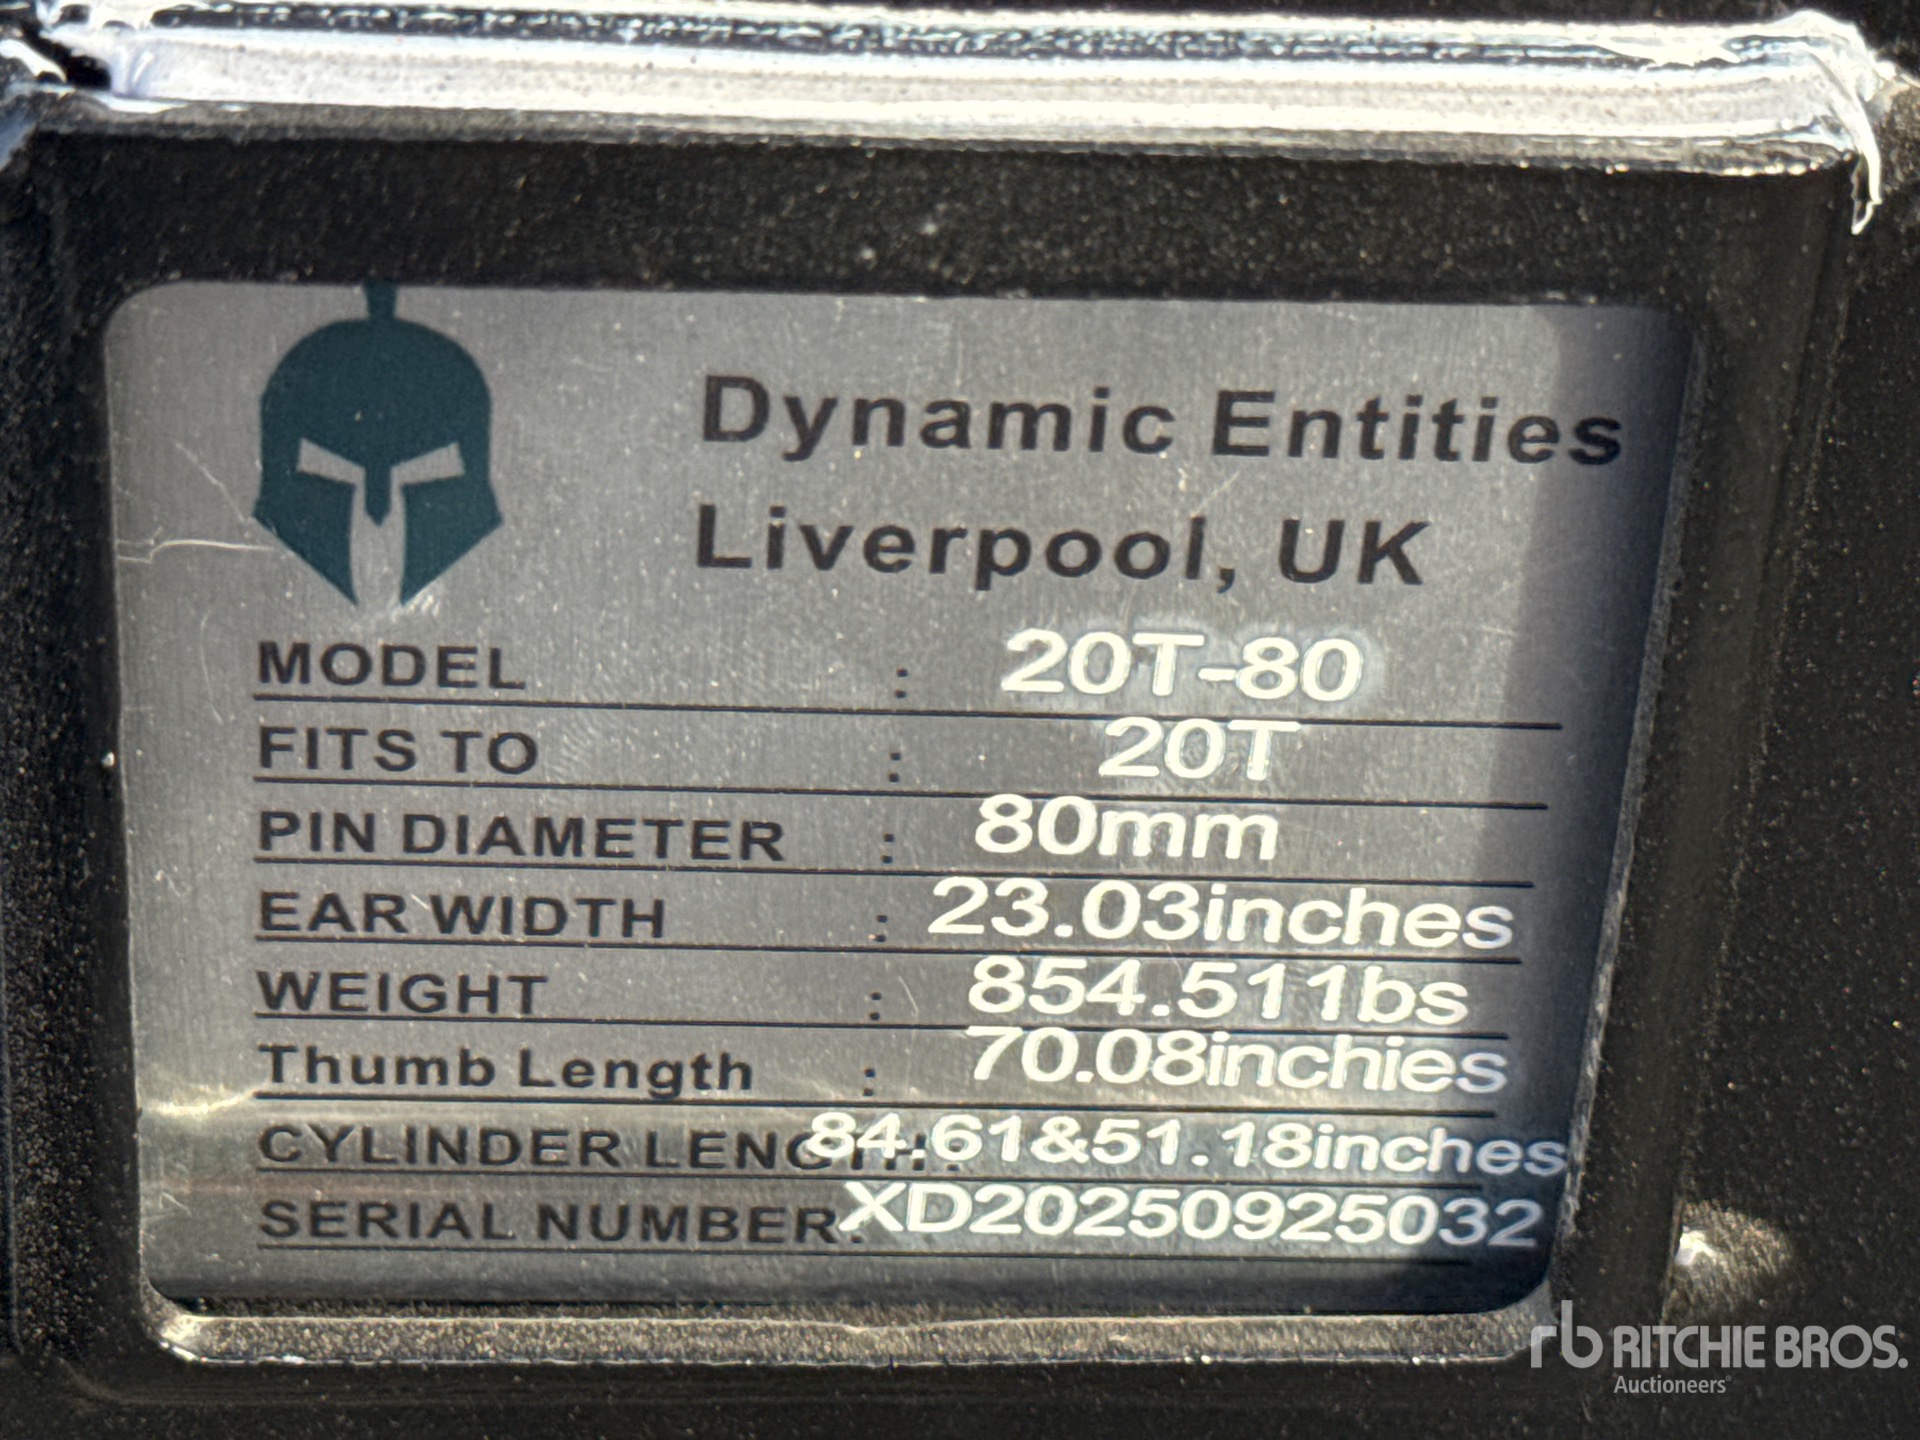 Dynamic Entities
Liverpool, UK
MODEL : 20T-80
FITS TO : 20T
PIN DIAMETER : 80mm
EAR WIDTH : 23.03inches
WEIGHT : 854.511bs
Thumb Length : 70.08inchies
CYLINDER LENGTH: 84.61&51.18inches
SERIAL NUMBER: XD20250925032
rb RITCHIE BROS.
Auctioneers